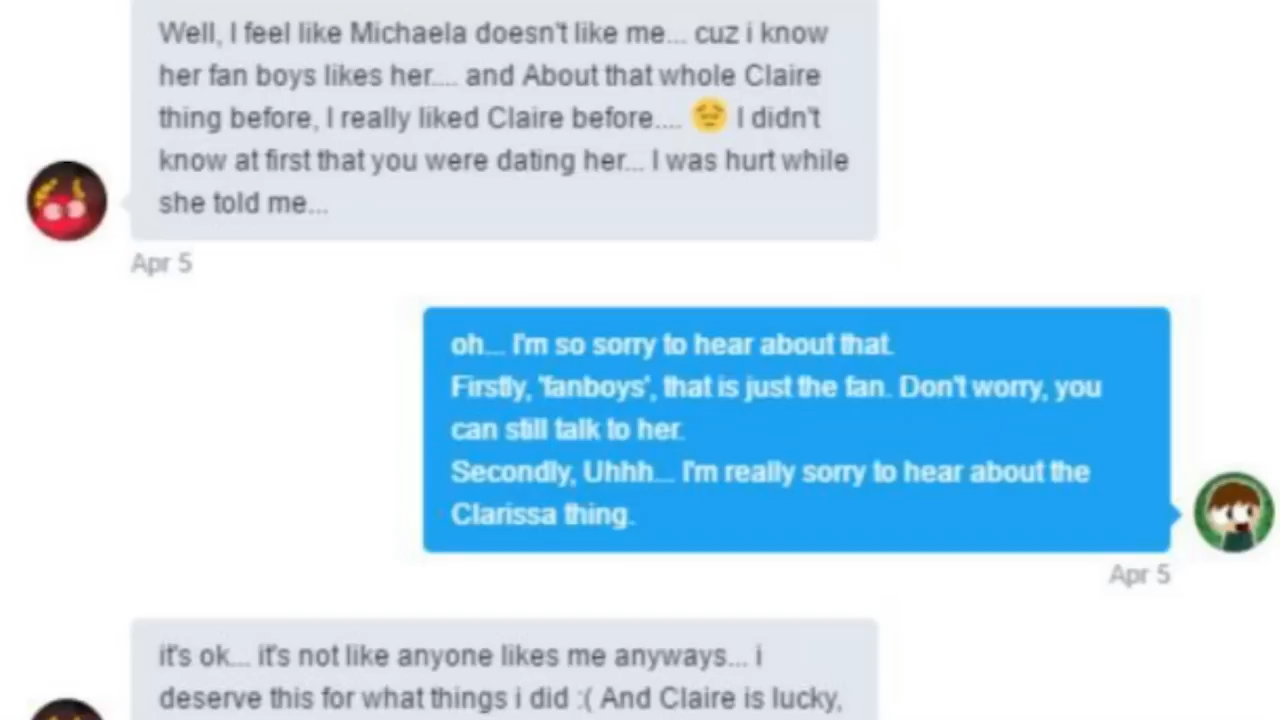 Well, I feel like Michaela doesn't like me... cuz i know
her fan boys likes her.... and About that whole Claire
thing before, I really liked Claire before.... 😔 I didn't
know at first that you were dating her... I was hurt while
she told me...
Apr 5
oh... I'm so sorry to hear about that.
Firstly, 'fanboys', that is just the fan. Don't worry, you
can still talk to her.
Secondly, Uhhh... I'm really sorry to hear about the
Clarissa thing.
Apr 5
it's ok... it's not like anyone likes me anyways... i
deserve this for what things i did :( And Claire is lucky,